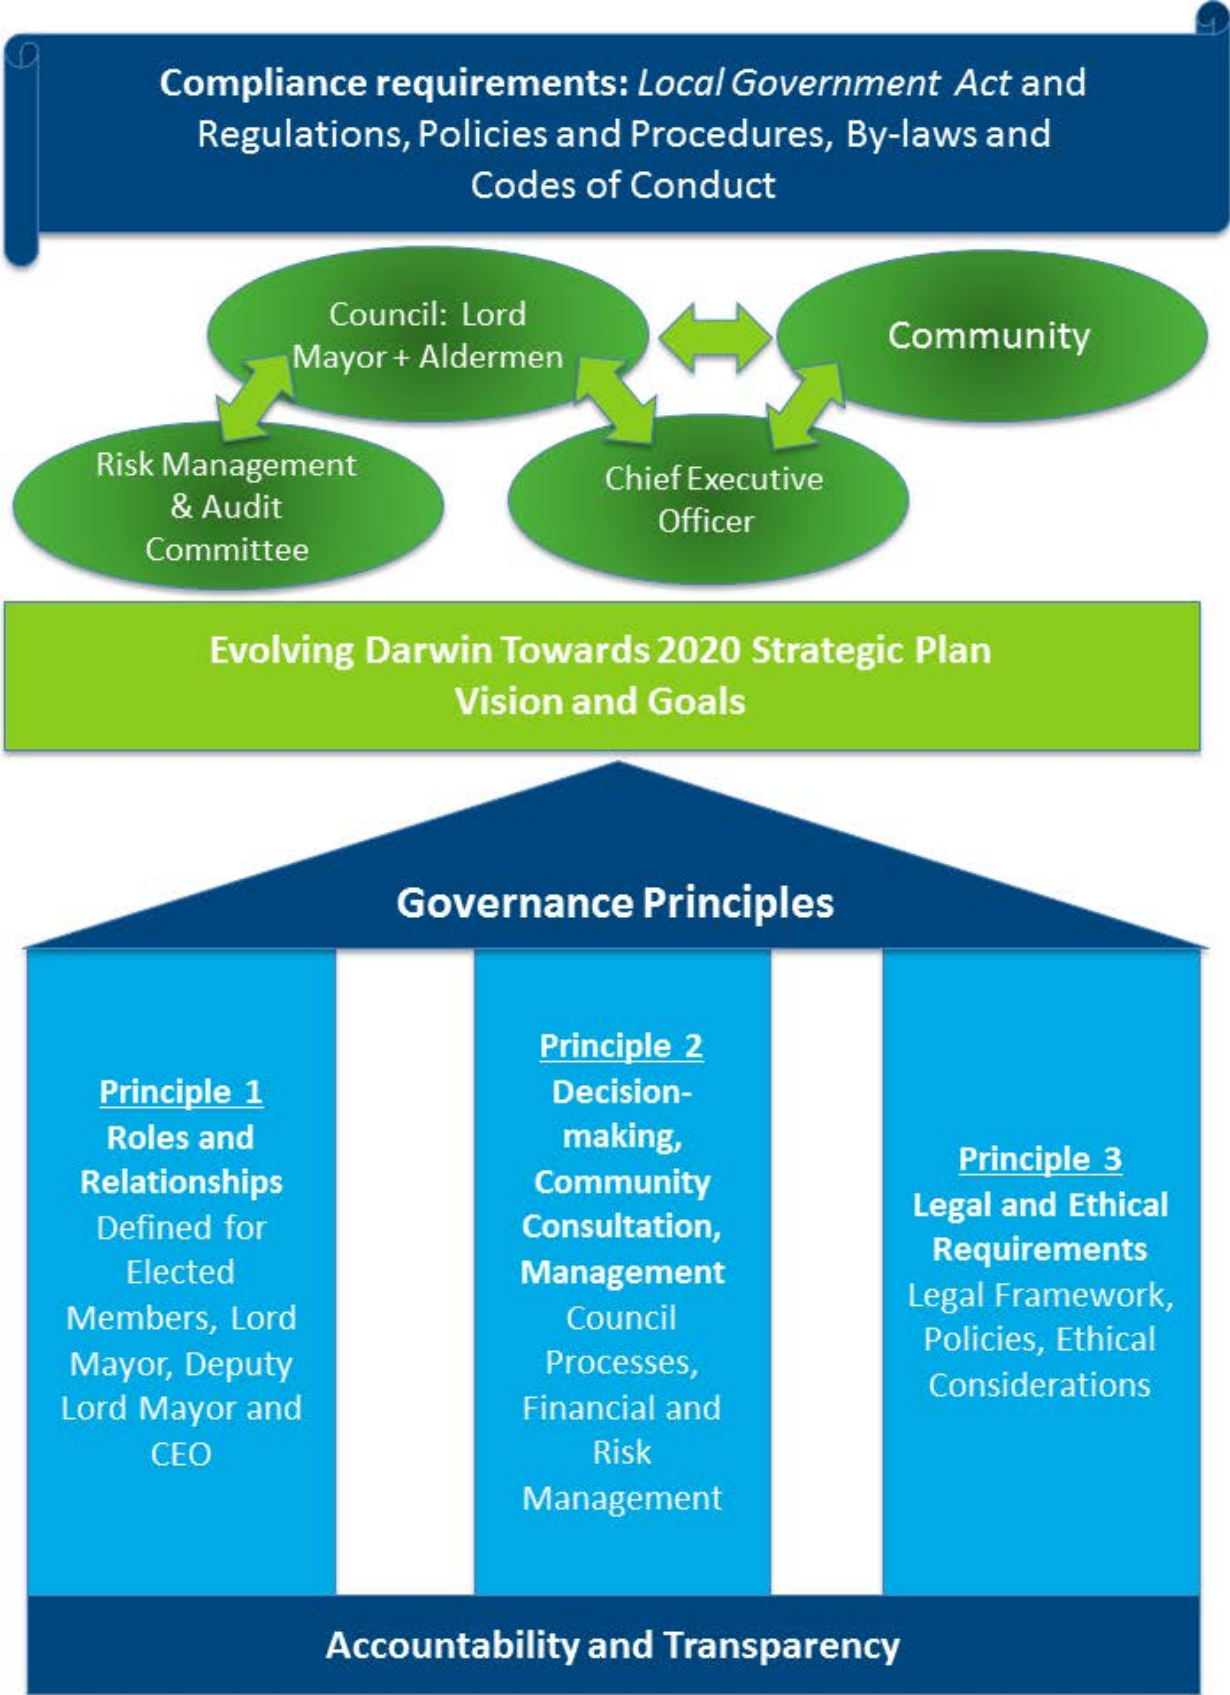 Compliance requirements: Local Government Act and
Regulations, Policies and Procedures, By-laws and
Codes of Conduct
Council: Lord
Mayor + Aldermen
Community
Risk Management
& Audit
Committee
Chief Executive
Officer
Evolving Darwin Towards 2020 Strategic Plan
Vision and Goals
Governance Principles
Principle 1
Roles and
Relationships
Defined for
Elected
Members, Lord
Mayor, Deputy
Lord Mayor and
CEO
Principle 2
Decision-
making,
Community
Consultation,
Management
Council
Processes,
Financial and
Risk
Management
Principle 3
Legal and Ethical
Requirements
Legal Framework,
Policies, Ethical
Considerations
Accountability and Transparency